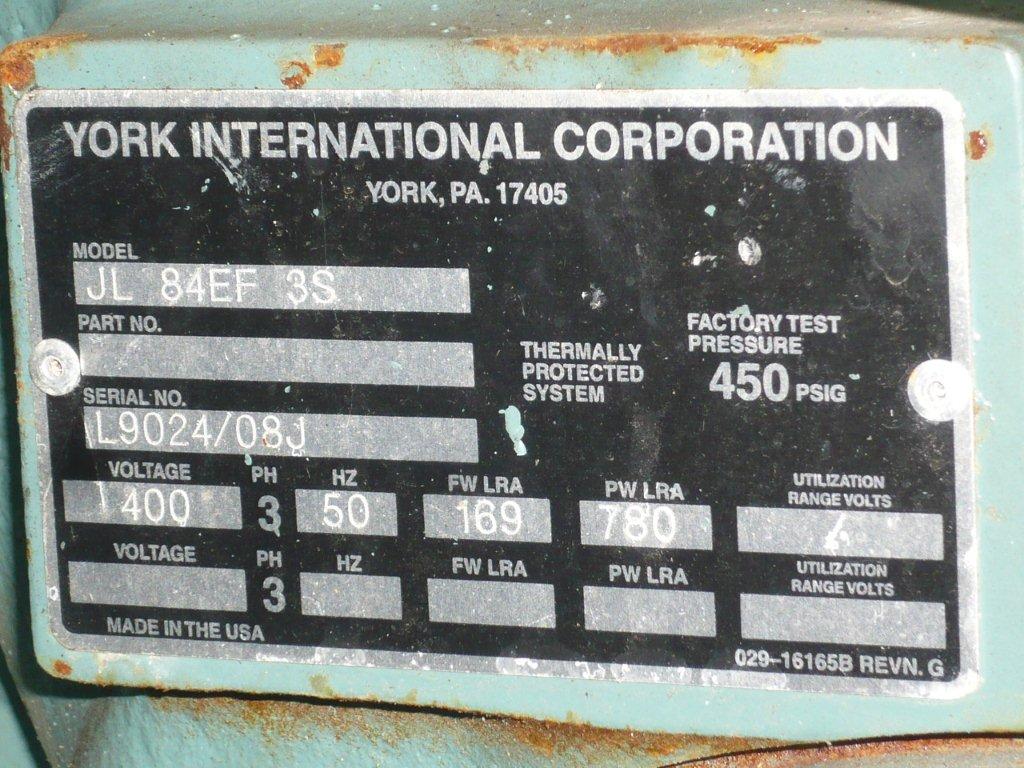 YORK INTERNATIONAL CORPORATION
YORK, PA. 17405
MODEL
JL 84EF 3S
PART NO.
SERIAL NO.
L9024/08J
THERMALLY
PROTECTED
SYSTEM
FACTORY TEST
PRESSURE
450 PSIG
VOLTAGE PH HZ FW LRA PW LRA UTILIZATION
RANGE VOLTS
400 3 50 169 780 /
VOLTAGE PH HZ FW LRA PW LRA UTILIZATION
RANGE VOLTS
3
MADE IN THE USA
029-16165B REVN. G